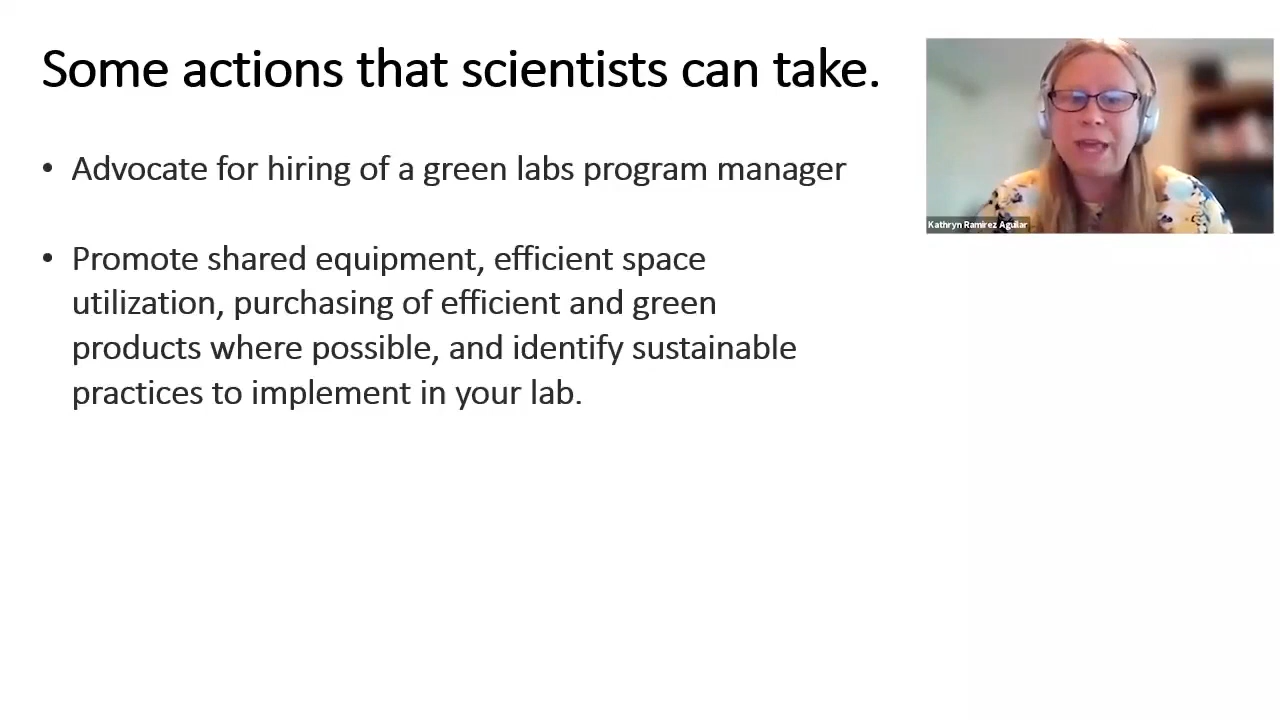 Some actions that scientists can take.
• Advocate for hiring of a green labs program manager
• Promote shared equipment, efficient space
utilization, purchasing of efficient and green
products where possible, and identify sustainable
practices to implement in your lab.
Kathryn Ramirez Aguilar